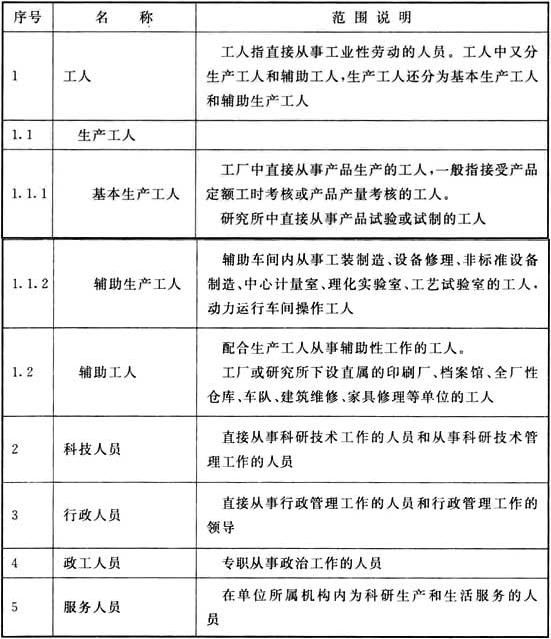 序号 名 称 范围说明
1 工人 工人指直接从事工业性劳动的人员。工人中又分
生产工人和辅助工人,生产工人还分为基本生产工人
和辅助生产工人
1.1 生产工人
1.1.1 基本生产工人 工厂中直接从事产品生产的工人,一般指接受产品
定额工时考核或产品产量考核的工人。
研究所中直接从事产品试验或试制的工人
1.1.2 辅助生产工人 辅助车间内从事工装制造、设备修理、非标准设备
制造、中心计量室、理化实验室、工艺试验室的工人,
动力运行车间操作工人
1.2 辅助工人 配合生产工人从事辅助性工作的工人。
工厂或研究所下设直属的印刷厂、档案馆、全厂性
仓库、车队、建筑维修、家具修理等单位的工人
2 科技人员 直接从事科研技术工作的人员和从事科研技术管
理工作的人员
3 行政人员 直接从事行政管理工作的人员和行政管理工作的
领导
4 政工人员 专职从事政治工作的人员
5 服务人员 在单位所属机构内为科研生产和生活服务的人
员